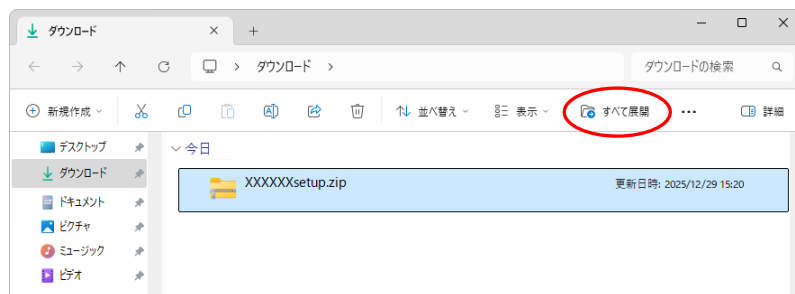 ダウンロード
ダウンロード
ダウンロードの検索
新規作成 並べ替え 表示 すべて展開 詳細
デスクトップ
今日
ダウンロード
XXXXXXsetup.zip 更新日時: 2025/12/29 15:20
ドキュメント
ピクチャ
ミュージック
ビデオ